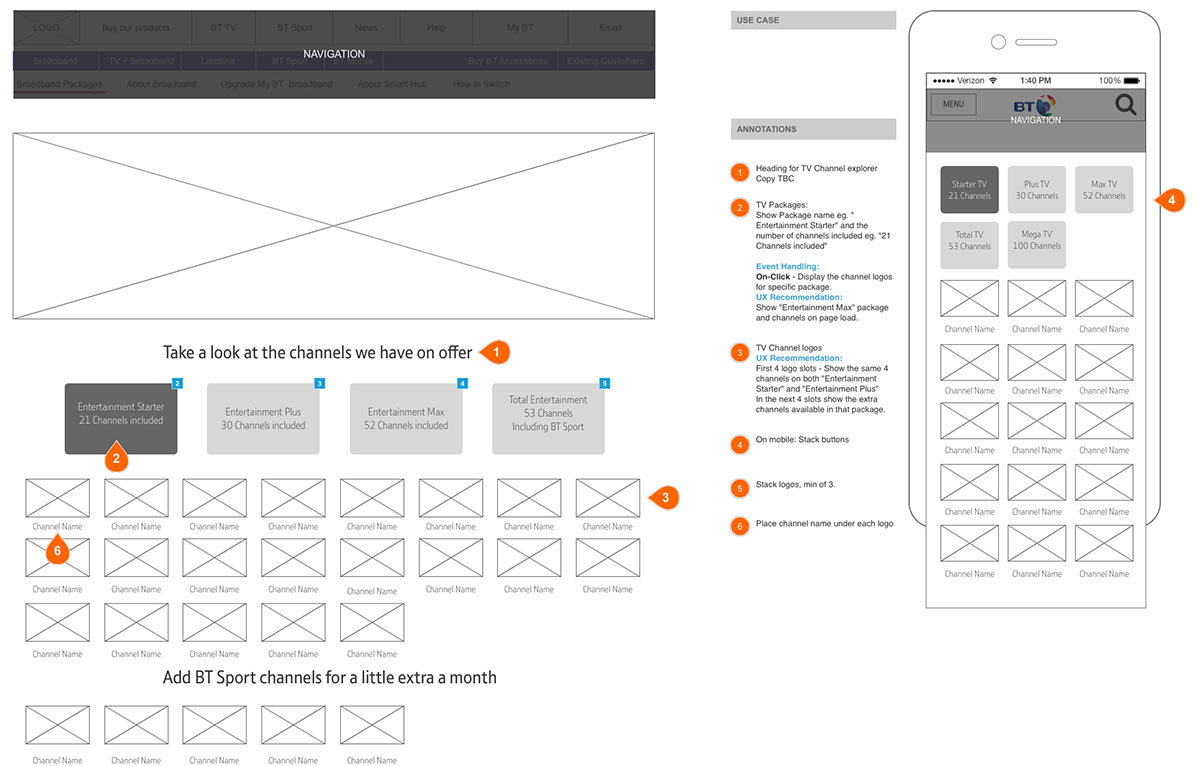 LOGO
Buy our products
BT TV
BT Sport
News
Help
My BT
Email
NAVIGATION
Broadband
TV + Broadband
Landline
BT Sport
BT Mobile
Buy BT Accessories
Existing Customers
Broadband Packages
About Broadband
Upgrade My BT Broadband
About Smart Hub
How to Switch
Take a look at the channels we have on offer
1
2
Entertainment Starter
21 Channels included
2
3
Entertainment Plus
30 Channels included
4
Entertainment Max
52 Channels included
5
Total Entertainment
53 Channels
Including BT Sport
3
Channel Name Channel Name Channel Name Channel Name Channel Name Channel Name Channel Name Channel Name
6
Channel Name Channel Name Channel Name Channel Name Channel Name Channel Name Channel Name Channel Name
Channel Name Channel Name Channel Name Channel Name Channel Name
Add BT Sport channels for a little extra a month
Channel Name Channel Name Channel Name Channel Name Channel Name
USE CASE
ANNOTATIONS
1
Heading for TV Channel explorer
Copy TBC
2
TV Packages:
Show Package name eg. "
Entertainment Starter" and the
number of channels included eg. "21
Channels included"
Event Handling:
On-Click - Display the channel logos
for specific package.
UX Recommendation:
Show "Entertainment Max" package
and channels on page load.
3
TV Channel logos
UX Recommendation:
First 4 logo slots - Show the same 4
channels on both "Entertainment
Starter" and "Entertainment Plus"
In the next 4 slots show the extra
channels available in that package.
4
On mobile: Stack buttons
5
Stack logos, min of 3.
6
Place channel name under each logo
Verizon
1:40 PM
100%
MENU
BT
NAVIGATION
Starter TV
21 Channels
Plus TV
30 Channels
Max TV
52 Channels
4
Total TV
53 Channels
Mega TV
100 Channels
Channel Name Channel Name Channel Name
Channel Name Channel Name Channel Name
Channel Name Channel Name Channel Name
Channel Name Channel Name Channel Name
Channel Name Channel Name Channel Name